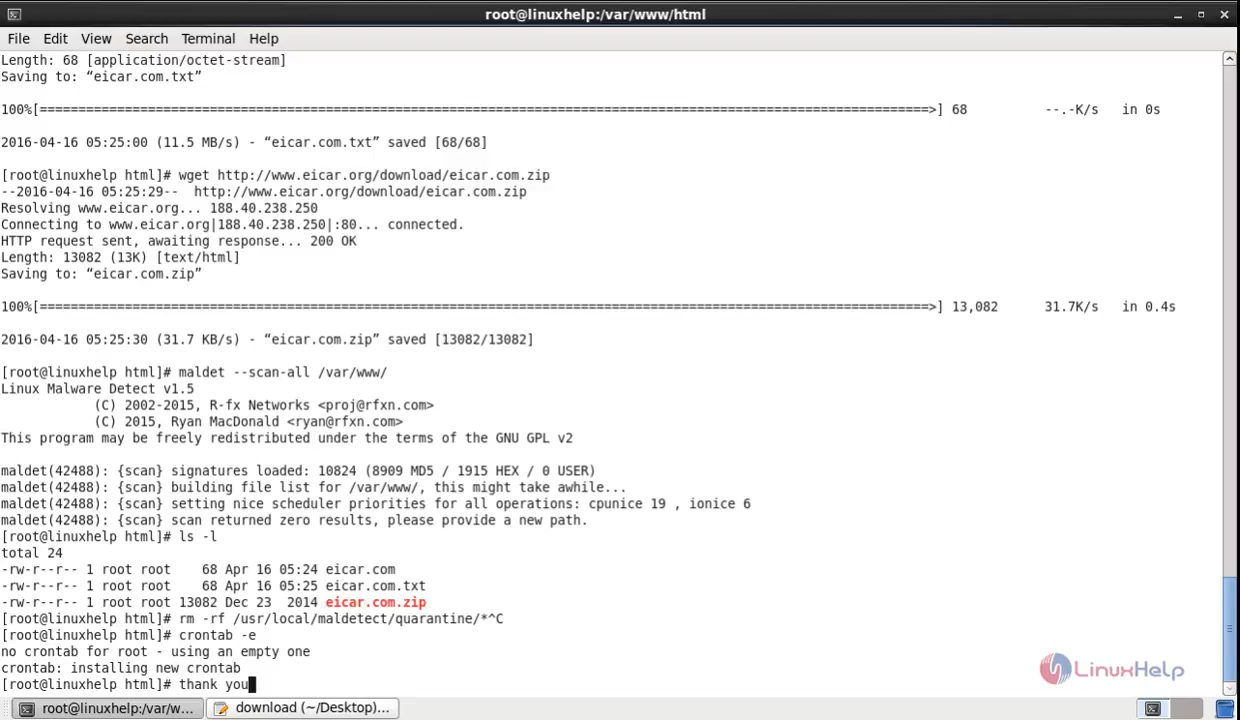 root@linuxhelp:/var/www/html
File Edit View Search Terminal Help
Length: 68 [application/octet-stream]
Saving to: “eicar.com.txt”
100%[===================================================================================================================>] 68 --.-K/s in 0s
2016-04-16 05:25:00 (11.5 MB/s) - “eicar.com.txt” saved [68/68]
[root@linuxhelp html]# wget http://www.eicar.org/download/eicar.com.zip
--2016-04-16 05:25:29-- http://www.eicar.org/download/eicar.com.zip
Resolving www.eicar.org... 188.40.238.250
Connecting to www.eicar.org|188.40.238.250|:80... connected.
HTTP request sent, awaiting response... 200 OK
Length: 13082 (13K) [text/html]
Saving to: “eicar.com.zip”
100%[===================================================================================================================>] 13,082 31.7K/s in 0.4s
2016-04-16 05:25:30 (31.7 KB/s) - “eicar.com.zip” saved [13082/13082]
[root@linuxhelp html]# maldet --scan-all /var/www/
Linux Malware Detect v1.5
(C) 2002-2015, R-fx Networks <proj@rfxn.com>
(C) 2015, Ryan MacDonald <ryan@rfxn.com>
This program may be freely redistributed under the terms of the GNU GPL v2
maldet(42488): {scan} signatures loaded: 10824 (8909 MD5 / 1915 HEX / 0 USER)
maldet(42488): {scan} building file list for /var/www/, this might take awhile...
maldet(42488): {scan} setting nice scheduler priorities for all operations: cpunice 19 , ionice 6
maldet(42488): {scan} scan returned zero results, please provide a new path.
[root@linuxhelp html]# ls -l
total 24
-rw-r--r-- 1 root root 68 Apr 16 05:24 eicar.com
-rw-r--r-- 1 root root 68 Apr 16 05:25 eicar.com.txt
-rw-r--r-- 1 root root 13082 Dec 23 2014 eicar.com.zip
[root@linuxhelp html]# rm -rf /usr/local/maldetect/quarantine/*^C
[root@linuxhelp html]# crontab -e
no crontab for root - using an empty one
crontab: installing new crontab
[root@linuxhelp html]# thank you
LinuxHelp
root@linuxhelp:/var/w...
download (~/Desktop)...